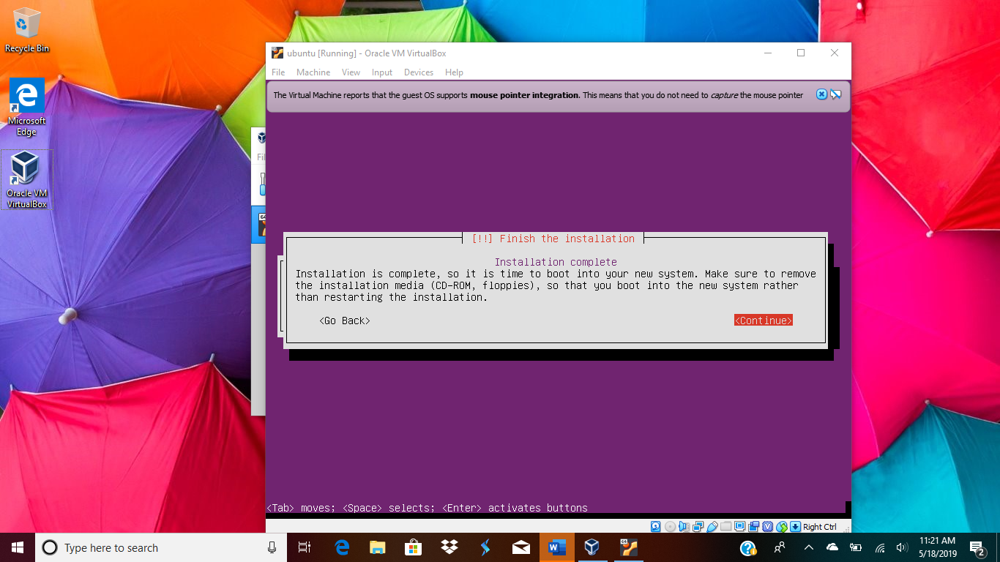 Recycle Bin
Microsoft
Edge
Oracle VM
VirtualBox
ubuntu [Running] - Oracle VM VirtualBox
File Machine View Input Devices Help
The Virtual Machine reports that the guest OS supports mouse pointer integration. This means that you do not need to capture the mouse pointer
Fil
64
[!!] Finish the installation
Installation complete
Installation is complete, so it is time to boot into your new system. Make sure to remove
the installation media (CD-ROM, floppies), so that you boot into the new system rather
than restarting the installation.
<Go Back> <Continue>
<Tab> moves; <Space> selects; <Enter> activates buttons
Right Ctrl
Type here to search
11:21 AM
5/18/2019
2